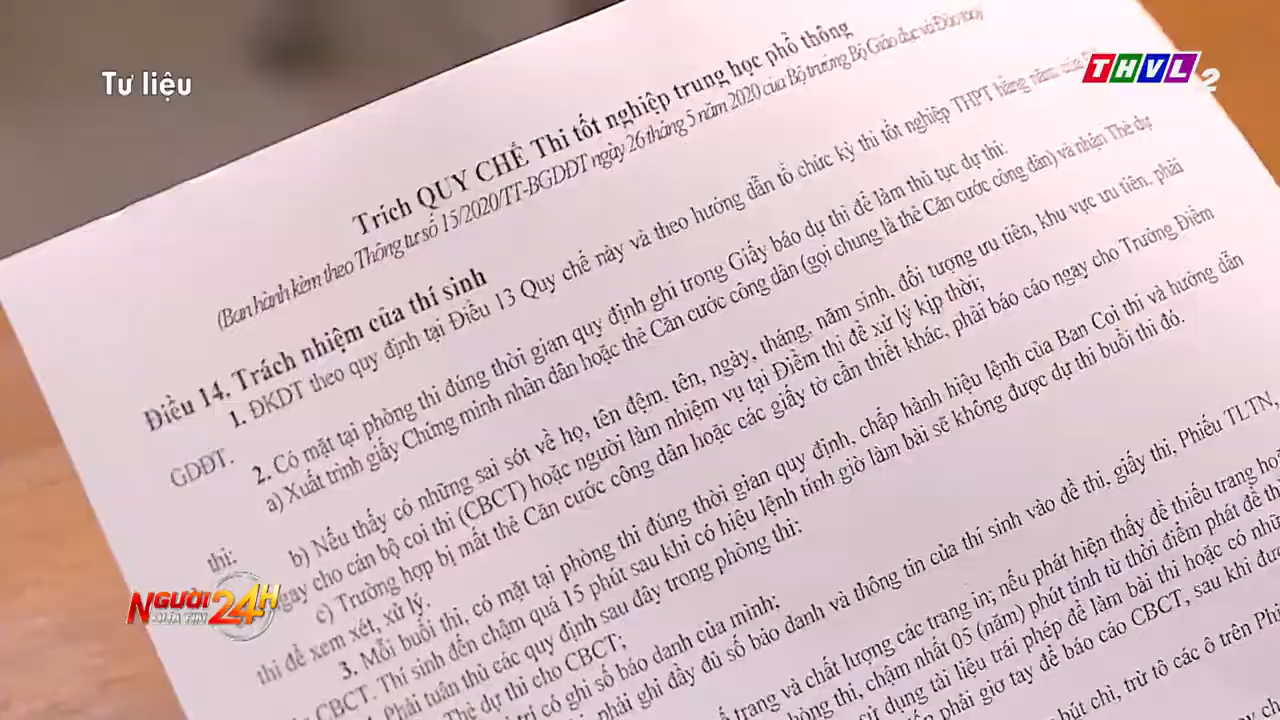 Tư liệu
THVL 2
Trích QUY CHẾ Thi tốt nghiệp trung học phổ thông
(Ban hành kèm theo Thông tư số 15/2020/TT-BGDĐT ngày 26 tháng 5 năm 2020 của Bộ trưởng Bộ Giáo dục và Đào tạo)
Điều 14. Trách nhiệm của thí sinh
1. ĐKDT theo quy định tại Điều 13 Quy chế này và theo hướng dẫn tổ chức kỳ thi tốt nghiệp THPT hằng năm của
GDĐT.
2. Có mặt tại phòng thi đúng thời gian quy định ghi trong Giấy báo dự thi để làm thủ tục dự thi:
a) Xuất trình giấy Chứng minh nhân dân hoặc thẻ Căn cước công dân (gọi chung là thẻ Căn cước công dân) và nhận Thẻ dự
thi:
b) Nếu thấy có những sai sót về họ, tên đệm, tên, ngày, tháng, năm sinh, đối tượng ưu tiên, khu vực ưu tiên, phải
ngay cho cán bộ coi thi (CBCT) hoặc người làm nhiệm vụ tại Điểm thi để xử lý kịp thời;
c) Trường hợp bị mất thẻ Căn cước công dân hoặc các giấy tờ cần thiết khác, phải báo cáo ngay cho Trưởng Điểm
thi để xem xét, xử lý.
3. Mỗi buổi thi, có mặt tại phòng thi đúng thời gian quy định, chấp hành hiệu lệnh của Ban Coi thi và hướng dẫn
CBCT. Thí sinh đến chậm quá 15 phút sau khi có hiệu lệnh tính giờ làm bài sẽ không được dự thi buổi thi đó.
4. Phải tuân thủ các quy định sau đây trong phòng thi:
Thẻ dự thi cho CBCT;
trí có ghi số báo danh của mình;
phải ghi đầy đủ số báo danh và thông tin của thí sinh vào đề thi, giấy thi, Phiếu TLTN,
trang và chất lượng các trang in; nếu phát hiện thấy đề thiếu trang hoặc
phòng thi, chậm nhất 05 (năm) phút tính từ thời điểm phát đề thi
sử dụng tài liệu trái phép để làm bài thi hoặc có những
phải giơ tay để báo cáo CBCT, sau khi được
bút chì, trừ tô các ô trên
NGƯỜI ĐƯA TIN 24H